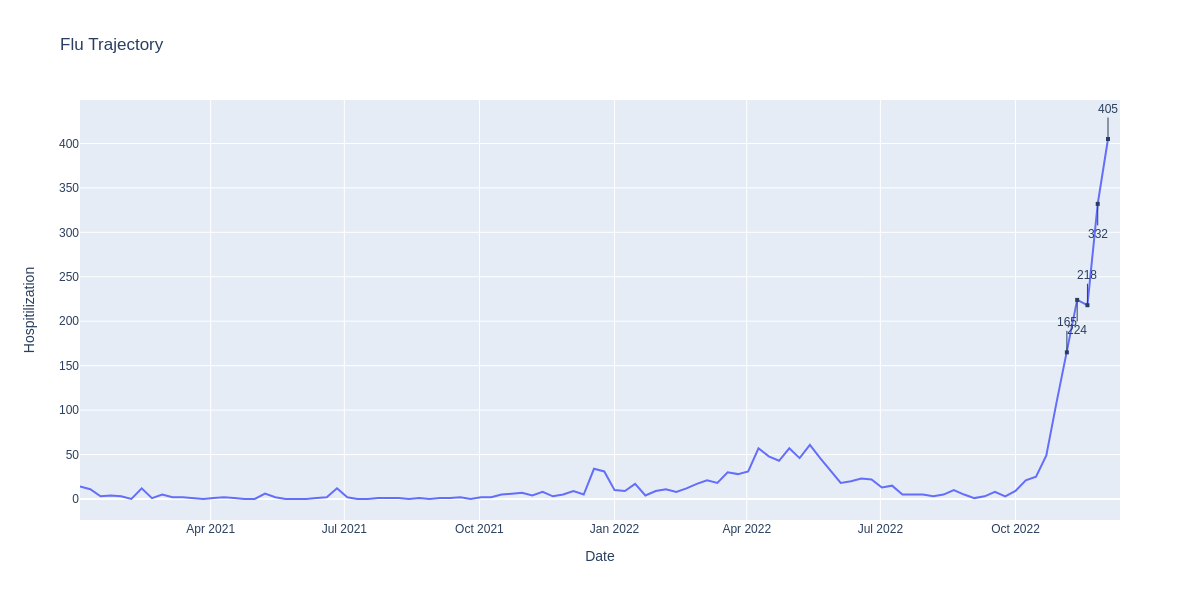 Flu Trajectory
405
400
350
332
300
250
218
200
165
224
150
100
50
0
Hospitilization
Apr 2021
Jul 2021
Oct 2021
Jan 2022
Apr 2022
Jul 2022
Oct 2022
Date